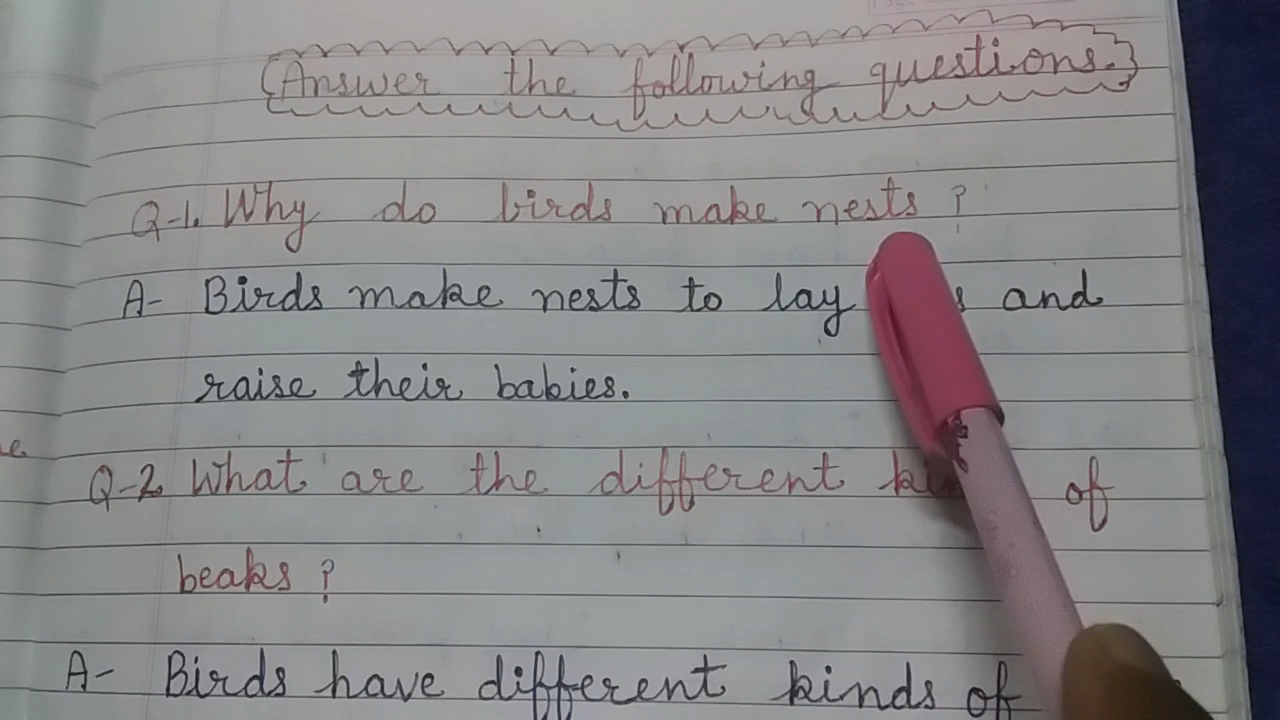 Answer the following questions.
Q-1. Why do birds make nests ?
A- Birds make nests to lay and
raise their babies.
Q-2. What are the different of
beaks ?
A- Birds have different kinds of